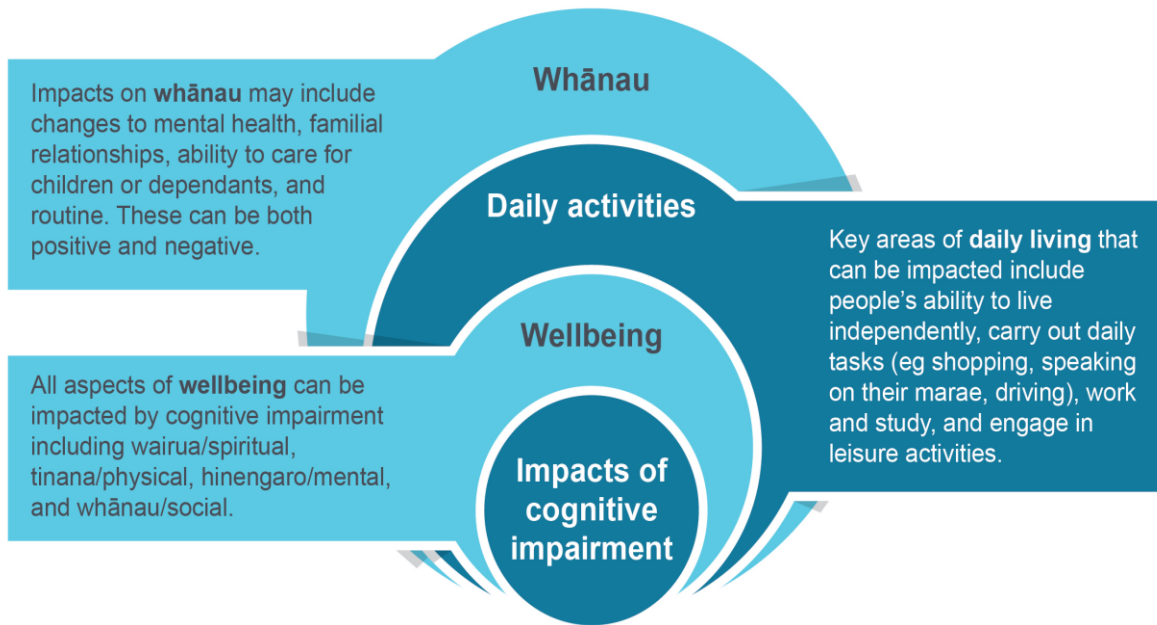 Whānau
Impacts on whānau may include
changes to mental health, familial
relationships, ability to care for
children or dependants, and
routine. These can be both
positive and negative.
Daily activities
Key areas of daily living that
can be impacted include
people’s ability to live
independently, carry out daily
tasks (eg shopping, speaking
on their marae, driving), work
and study, and engage in
leisure activities.
Wellbeing
All aspects of wellbeing can be
impacted by cognitive impairment
including wairua/spiritual,
tinana/physical, hinengaro/mental,
and whānau/social.
Impacts of
cognitive
impairment